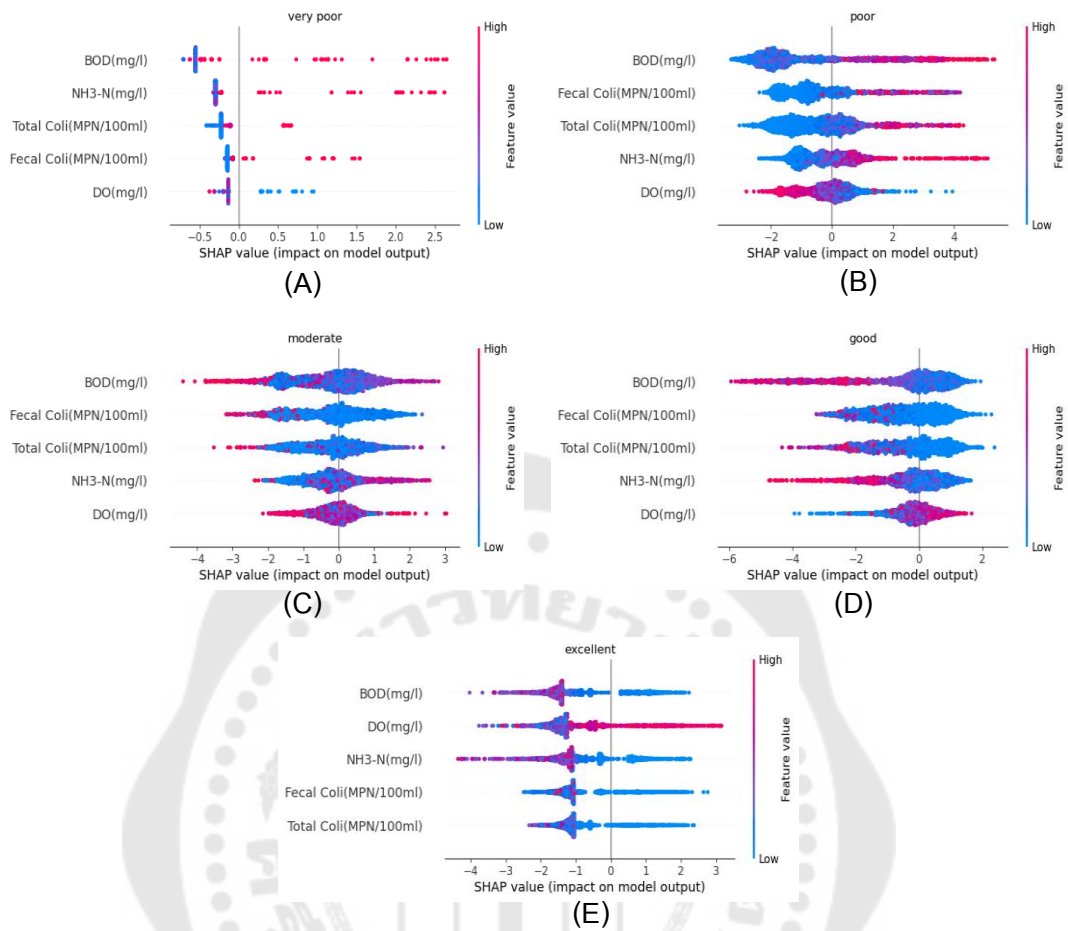 very poor
High
BOD(mg/l)
NH3-N(mg/l)
Total Coli(MPN/100ml)
Fecal Coli(MPN/100ml)
DO(mg/l)
Feature value
Low
−0.5 0.0 0.5 1.0 1.5 2.0 2.5
SHAP value (impact on model output)
(A)
poor
High
BOD(mg/l)
Fecal Coli(MPN/100ml)
Total Coli(MPN/100ml)
NH3-N(mg/l)
DO(mg/l)
Feature value
Low
−2 0 2 4
SHAP value (impact on model output)
(B)
moderate
High
BOD(mg/l)
Fecal Coli(MPN/100ml)
Total Coli(MPN/100ml)
NH3-N(mg/l)
DO(mg/l)
Feature value
Low
−4 −3 −2 −1 0 1 2 3
SHAP value (impact on model output)
(C)
good
High
BOD(mg/l)
Fecal Coli(MPN/100ml)
Total Coli(MPN/100ml)
NH3-N(mg/l)
DO(mg/l)
Feature value
Low
−6 −4 −2 0 2
SHAP value (impact on model output)
(D)
excellent
High
BOD(mg/l)
DO(mg/l)
NH3-N(mg/l)
Fecal Coli(MPN/100ml)
Total Coli(MPN/100ml)
Feature value
Low
−4 −3 −2 −1 0 1 2 3
SHAP value (impact on model output)
(E)